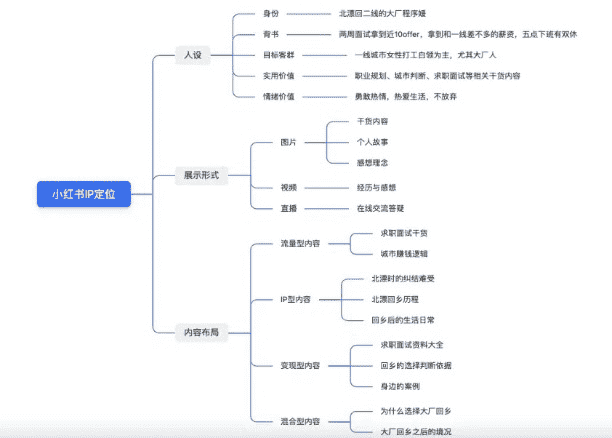 小红书IP定位
人设
身份
北漂回二线的大厂程序媛
背书
两周面试拿到近10offer，拿到和一线差不多的薪资，五点下班有双休
目标客群
一线城市女性打工白领为主，尤其大厂人
实用价值
职业规划、城市判断、求职面试等相关干货内容
情绪价值
勇敢热情，热爱生活，不放弃
展示形式
图片
干货内容
个人故事
感想理念
视频
经历与感想
直播
在线交流答疑
内容布局
流量型内容
求职面试干货
城市赚钱逻辑
IP型内容
北漂时的纠结难受
北漂回乡历程
回乡后的生活日常
变现型内容
求职面试资料大全
回乡的选择判断依据
身边的案例
混合型内容
为什么选择大厂回乡
大厂回乡之后的境况